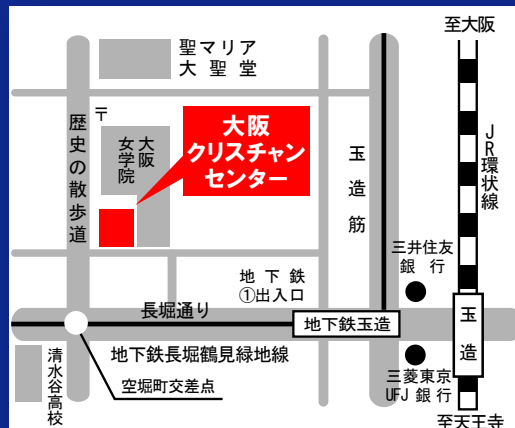 至大阪
聖マリア
大聖堂
〒
歴史の散歩道
大阪
女学院
大阪
クリスチャン
センター
玉造筋
JR環状線
三井住友
銀行
地下鉄
①出入口
長堀通り
地下鉄玉造
玉造
地下鉄長堀鶴見緑地線
清水谷高校
空堀町交差点
三菱東京
UFJ銀行
至天王寺